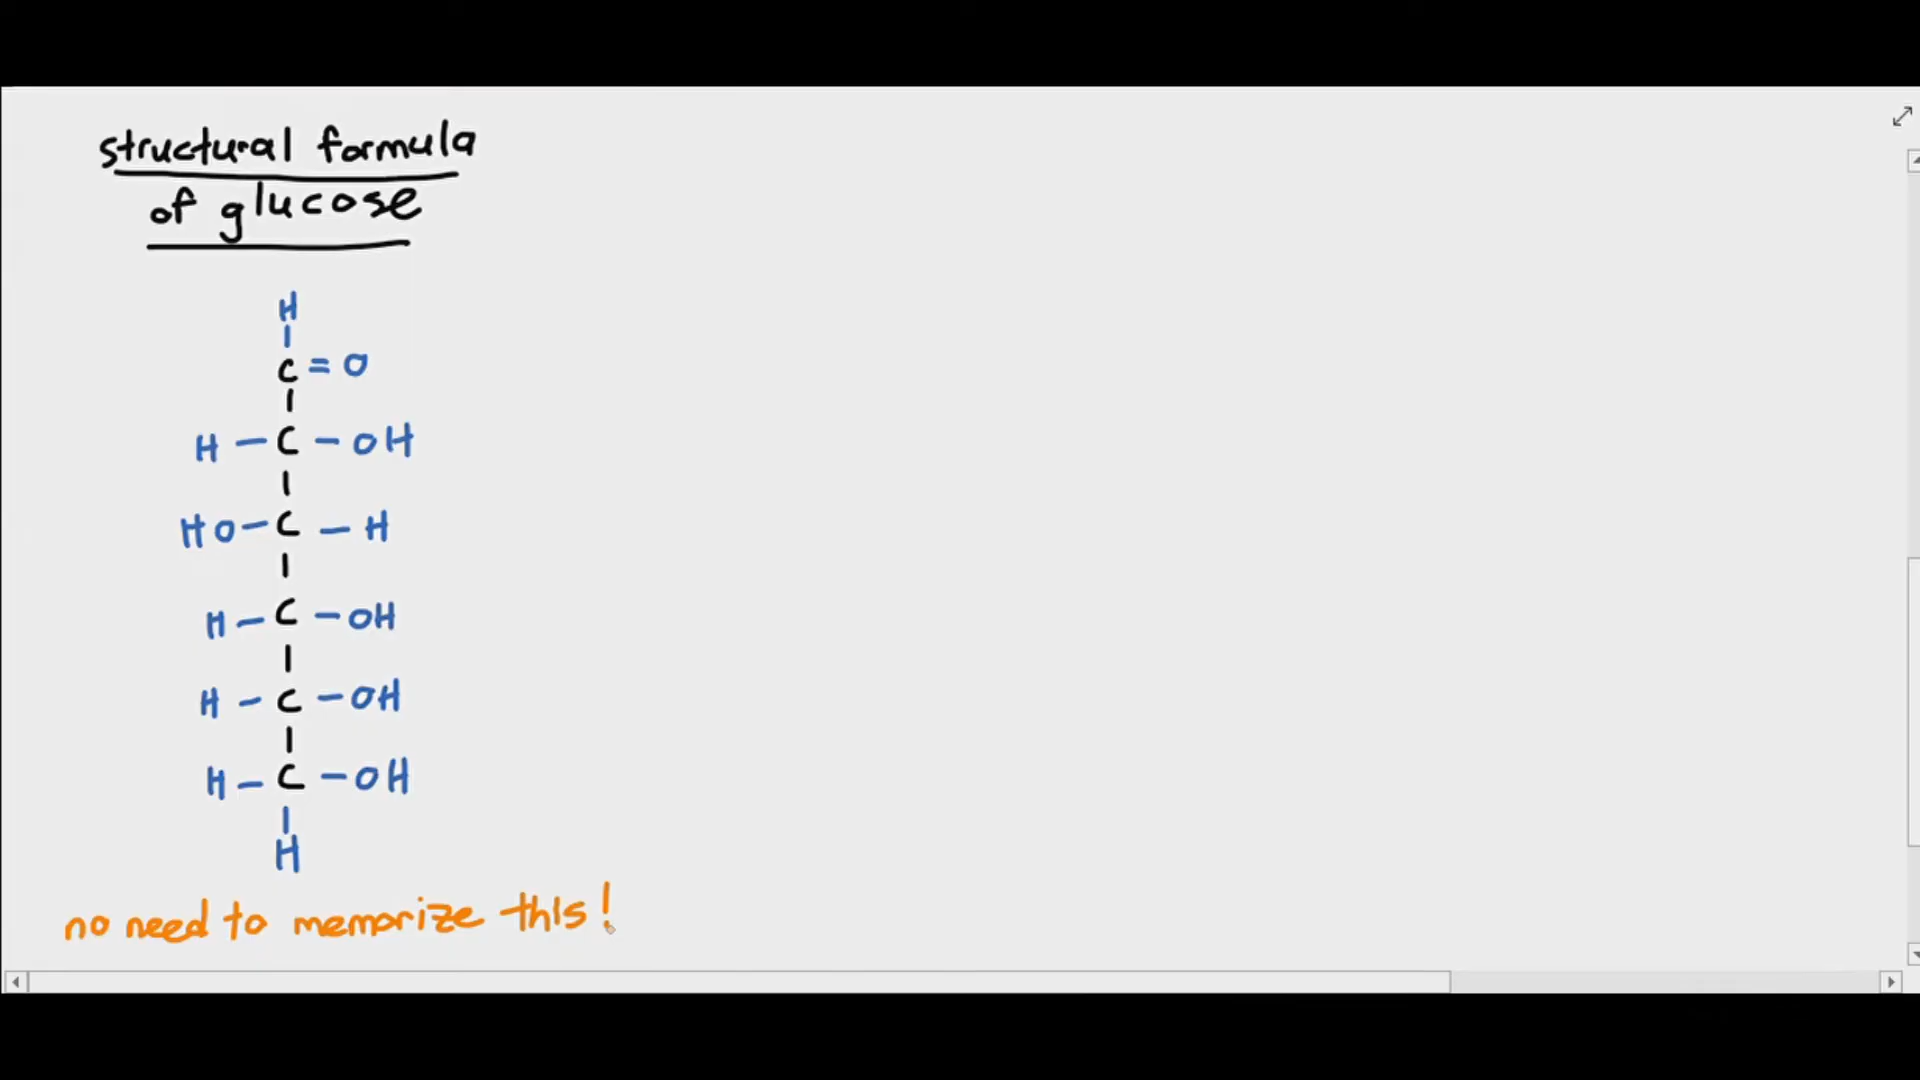 structural formula
of glucose
H
C = O
H – C – OH
HO – C – H
H – C – OH
H – C – OH
H – C – OH
H
no need to memorize this!